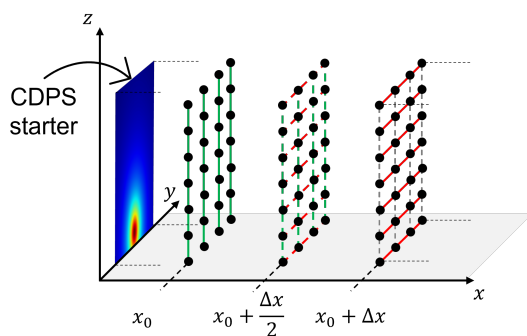 z
CDPS
starter
y
x
x₀
x₀ + Δx/2
x₀ + Δx